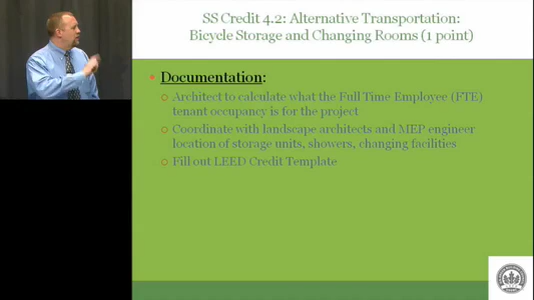 SS Credit 4.2: Alternative Transportation:
Bicycle Storage and Changing Rooms (1 point)
Documentation:
Architect to calculate what the Full Time Employee (FTE)
tenant occupancy is for the project
Coordinate with landscape architects and MEP engineer
location of storage units, showers, changing facilities
Fill out LEED Credit Template